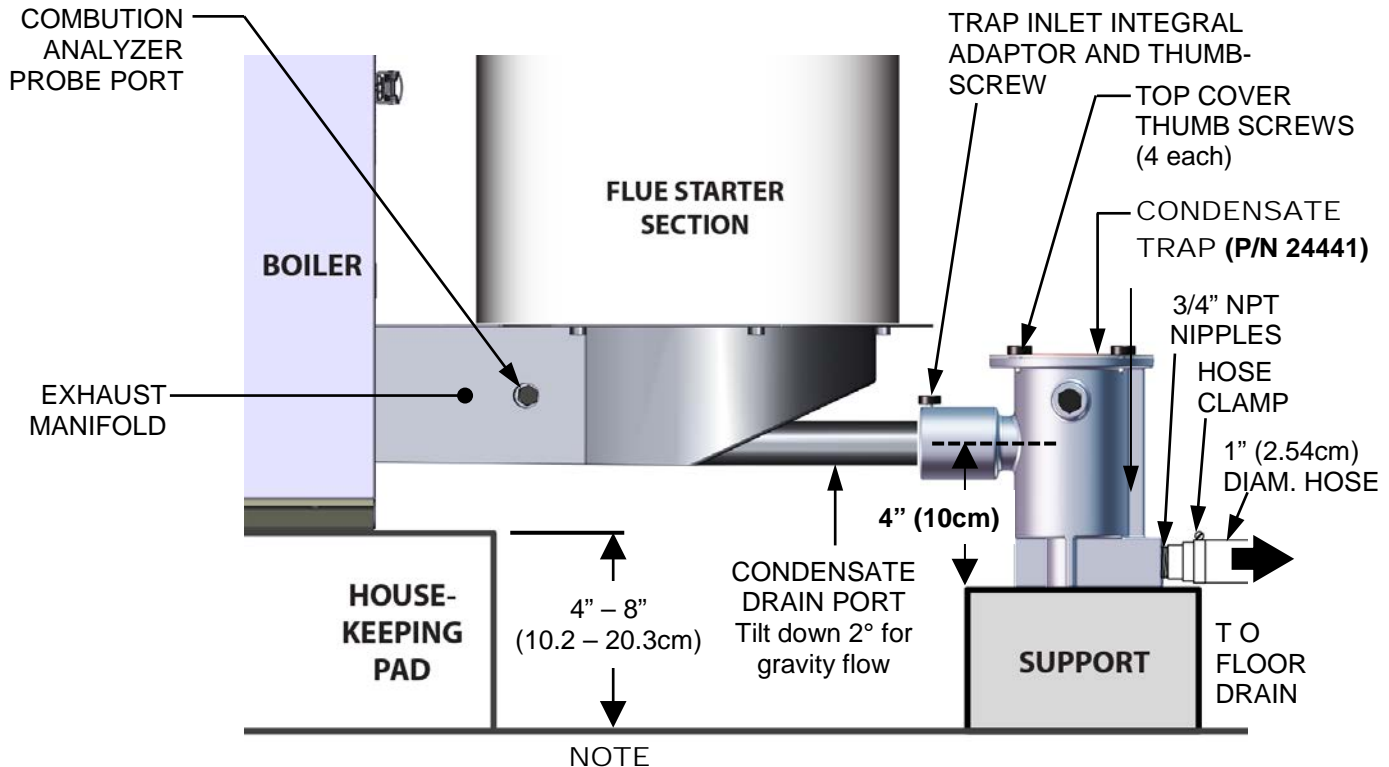 COMBUTION
ANALYZER
PROBE PORT
TRAP INLET INTEGRAL
ADAPTOR AND THUMB-
SCREW
TOP COVER
THUMB SCREWS
(4 each)
CONDENSATE
TRAP (P/N 24441)
FLUE STARTER
SECTION
BOILER
3/4” NPT
NIPPLES
HOSE
CLAMP
1” (2.54cm)
DIAM. HOSE
EXHAUST
MANIFOLD
4” (10cm)
CONDENSATE
DRAIN PORT
Tilt down 2° for
gravity flow
HOUSE-
KEEPING
PAD
4” – 8”
(10.2 – 20.3cm)
SUPPORT
T O
FLOOR
DRAIN
NOTE